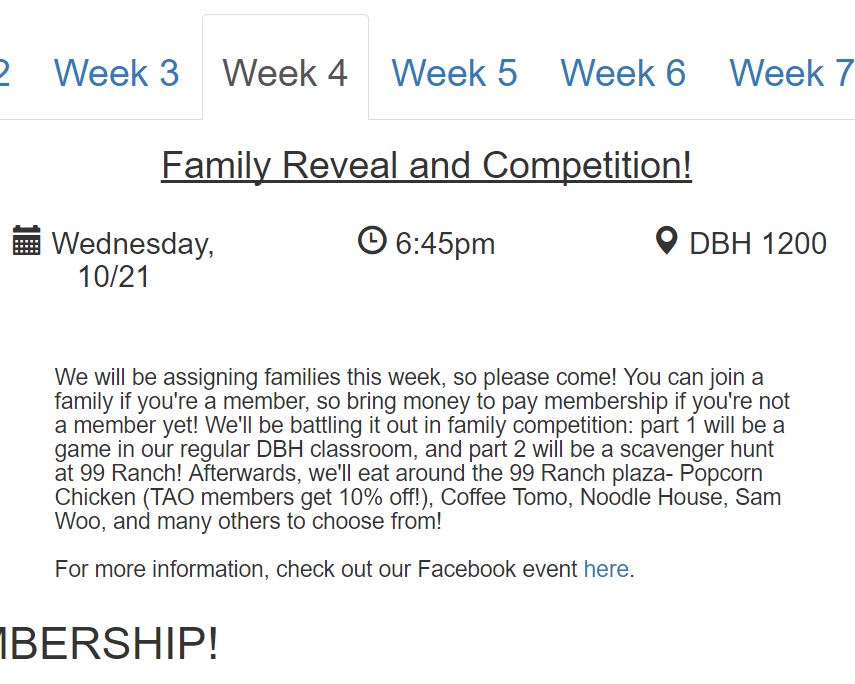 2 Week 3 Week 4 Week 5 Week 6 Week 7
Family Reveal and Competition!
Wednesday, 6:45pm DBH 1200
10/21
We will be assigning families this week, so please come! You can join a
family if you're a member, so bring money to pay membership if you're not
a member yet! We'll be battling it out in family competition: part 1 will be a
game in our regular DBH classroom, and part 2 will be a scavenger hunt
at 99 Ranch! Afterwards, we'll eat around the 99 Ranch plaza- Popcorn
Chicken (TAO members get 10% off!), Coffee Tomo, Noodle House, Sam
Woo, and many others to choose from!
For more information, check out our Facebook event here.
MBERSHIP!